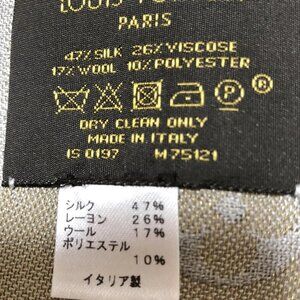 LOUIS VUITTON
PARIS
47% SILK 26% VISCOSE
17% WOOL 10% POLYESTER
P ®
DRY CLEAN ONLY
MADE IN ITALY
IS 0197 M75121
シルク 47%
レーヨン 26%
ウール 17%
ポリエステル
10%
イタリア製